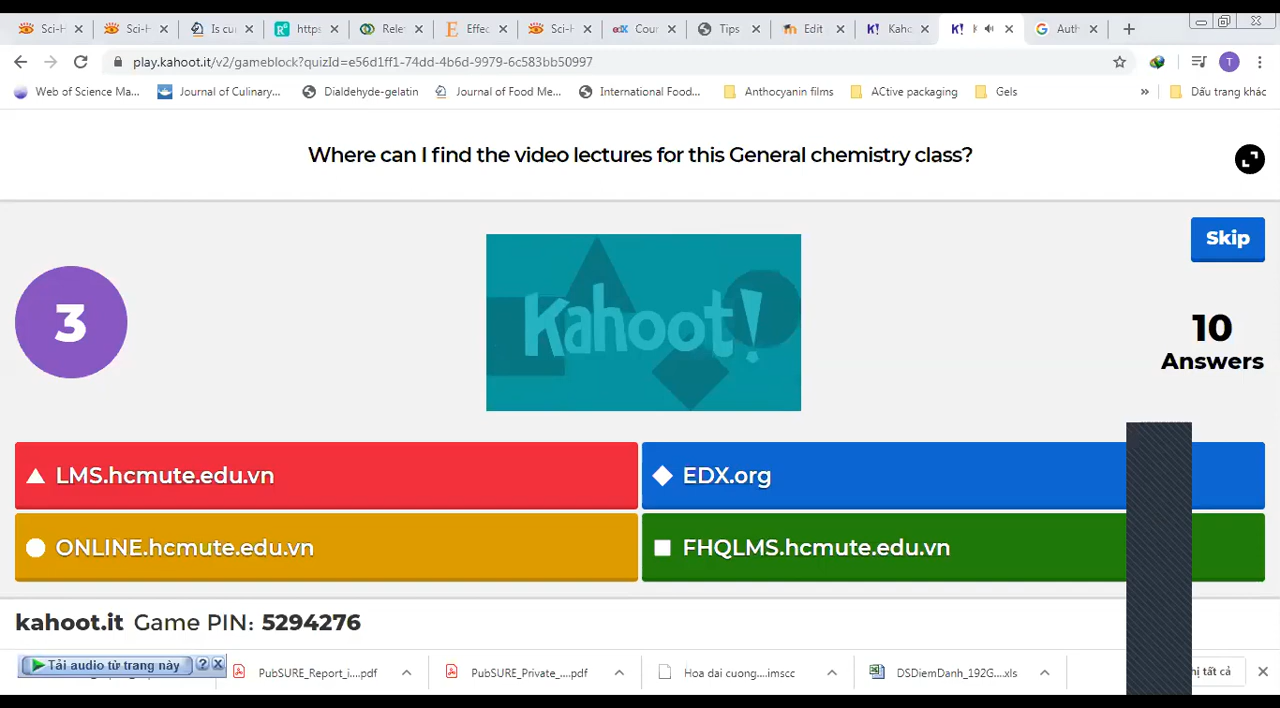 Sci-H
Sci-H
Is cu
https
Rele
Effec
Sci-H
Cour
Tips
Edit
Kaho
Auth
play.kahoot.it/v2/gameblock?quizId=e56d1ff1-74dd-4b6d-9979-6c583bb50997
T
Web of Science Ma...
Journal of Culinary...
Dialdehyde-gelatin
Journal of Food Me...
International Food...
Anthocyanin films
ACtive packaging
Gels
»
Dấu trang khác
Where can I find the video lectures for this General chemistry class?
Skip
3
Kahoot!
10
Answers
LMS.hcmute.edu.vn
EDX.org
ONLINE.hcmute.edu.vn
FHQLMS.hcmute.edu.vn
kahoot.it Game PIN: 5294276
Tải audio từ trang này
PubSURE_Report_i....pdf
PubSURE_Private_....pdf
Hoa dai cuong....imscc
DSDiemDanh_192G....xls
ị tất cả